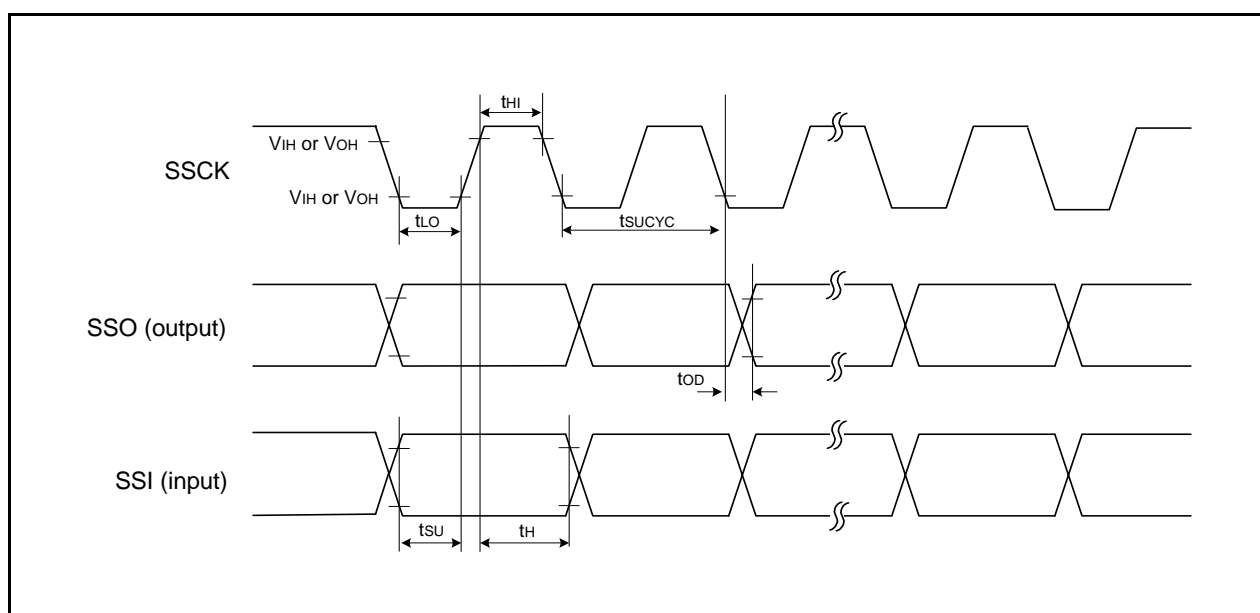 tHI
VIH or VOH
SSCK
VIH or VOH
tLO
tSUCYC
SSO (output)
tOD
SSI (input)
tSU
tH